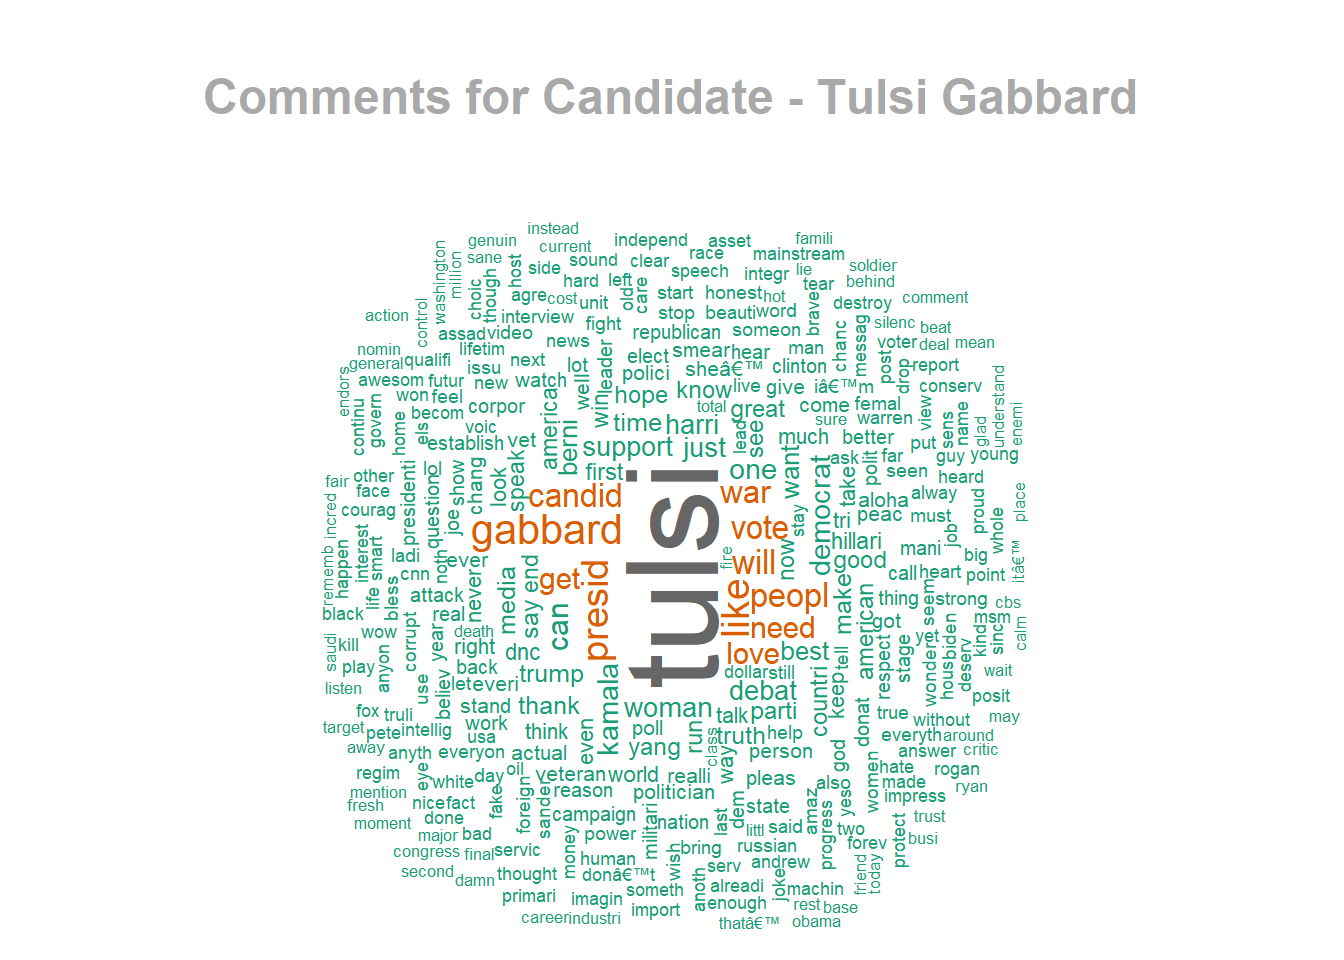 Comments for Candidate - Tulsi Gabbard
instead
genuin
independ asset
famili
current
sane
side sound clear race mainstream
washington
million
choic
though
host
hard left speech integr lie
soldier
agre cost unit old care start honest hot tear behind
action
control
interview fight stop beauti word brave destroy comment
assad video news republican someon
silenc beat
nomin
lifetim
issu next lot elect smear hear man chanc messag voter deal mean
general qualifi
leader
polici sheâ€™ clinton post drop report
endors
awesom futur new watch well hope know live give iâ€™m conserv
won feel
becom corpor america win time harri total great come femal view sens name glad understand enemi
continu govern home els
voic
berni support just lead see much sure warren
establish vet better put guy young
fair other lol
first one want democrat ask polit far seen heard
face presidenti question joe show chang look speak candid war take aloha alway
courag
tulsi
gabbard vote stay tri peac must job proud whole place
rememb incred happen interest smart ladi
cnn noth ever
now hillari mani big itâ€™™
never media end get. presid fire will good call heart point
life bless attack say like peopl make thing seem strong cbs
black real can need american got yet kind msm sinc calm
wow
saudi kill corrupt year death right dnc love best tell respect stage wonder hous biden deserv wait
play anyon back trump dollar still
listen use believ let everi kamala debat countri keep posit
fox truli stand thank woman talk parti donat true without may
target
pete intellig work think even poll run truth help everyth around
away anyth everyon usa actual yang way class person god answer critic
regim eye white day oil veteran world realli pleas also hate rogan
mention reason politician amaz yeso women made impress ryan
fresh nice fact fake foreign sander campaign militari nation last dem state
moment done power littl said progress two trust
major bad
money bring russian forev protect busi
congress final servic human wish serv andrew friend today
second damn thought donâ€™t alreadi joke machin
primari imagin someth anoth enough rest base
career industri import thatâ€™™ obama